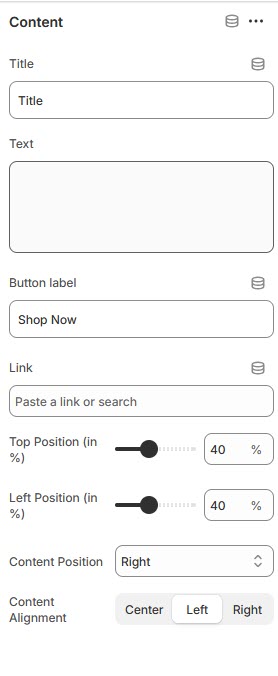 Content
Title
Title
Text
Button label
Shop Now
Link
Paste a link or search
Top Position (in
%)
40 %
Left Position (in
%)
40 %
Content Position
Right
Content
Alignment
Center Left Right